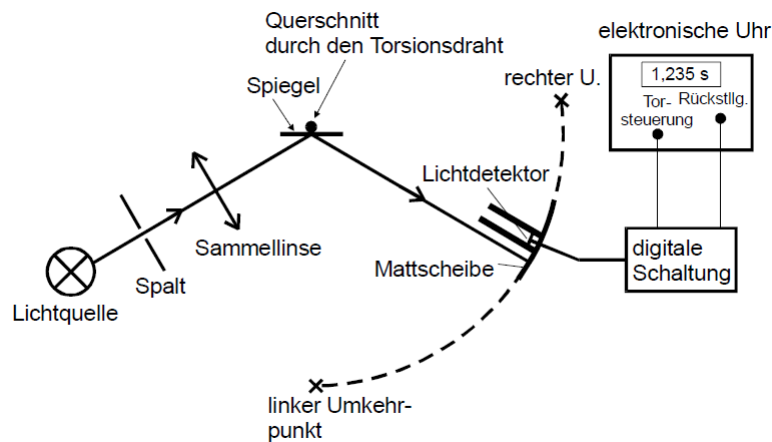 Querschnitt
durch den Torsionsdraht
Spiegel
elektronische Uhr
rechter U.
1,235 s
Tor-
steuerung
Rückstllg.
Lichtdetektor
Sammellinse
Mattscheibe
digitale
Schaltung
Spalt
Lichtquelle
linker Umkehr-
punkt